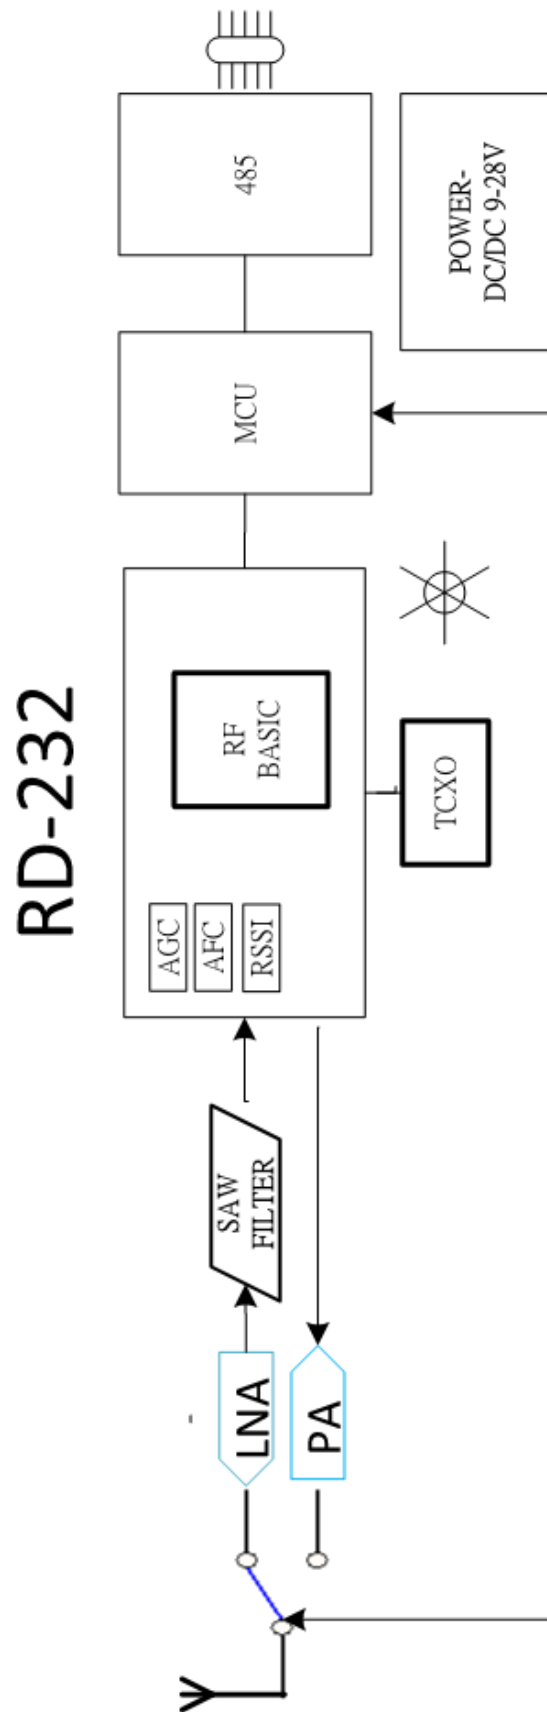 RD-232
LNA
PA
SAW
FILTER
AGC
AFC
RSSI
RF
BASIC
TCXO
MCU
485
POWER-
DC/DC 9-28V